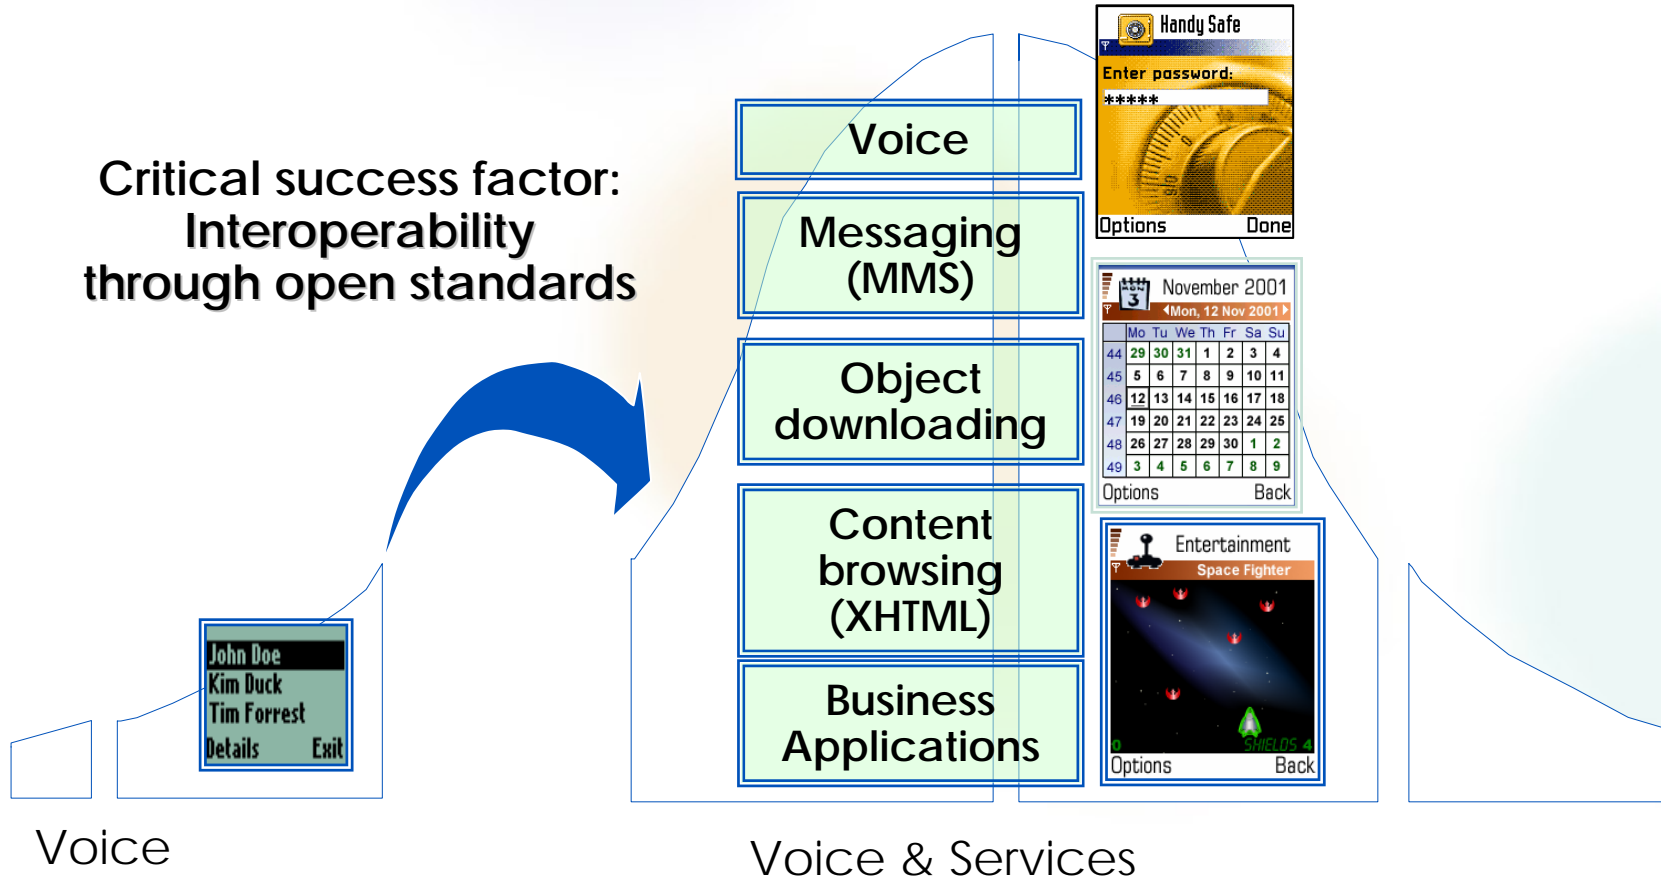 Critical success factor:
Interoperability
through open standards
Voice
Messaging
(MMS)
Object
downloading
Content
browsing
(XHTML)
Business
Applications
Handy Safe
Enter password:
*****
Options Done
MON
3
November 2001
Mon, 12 Nov 2001
Mo Tu We Th Fr Sa Su
44 29 30 31 1 2 3 4
45 5 6 7 8 9 10 11
46 12 13 14 15 16 17 18
47 19 20 21 22 23 24 25
48 26 27 28 29 30 1 2
49 3 4 5 6 7 8 9
Options Back
Entertainment
Space Fighter
0 SHIELDS 4
Options Back
John Doe
Kim Duck
Tim Forrest
Details Exit
Voice
Voice & Services